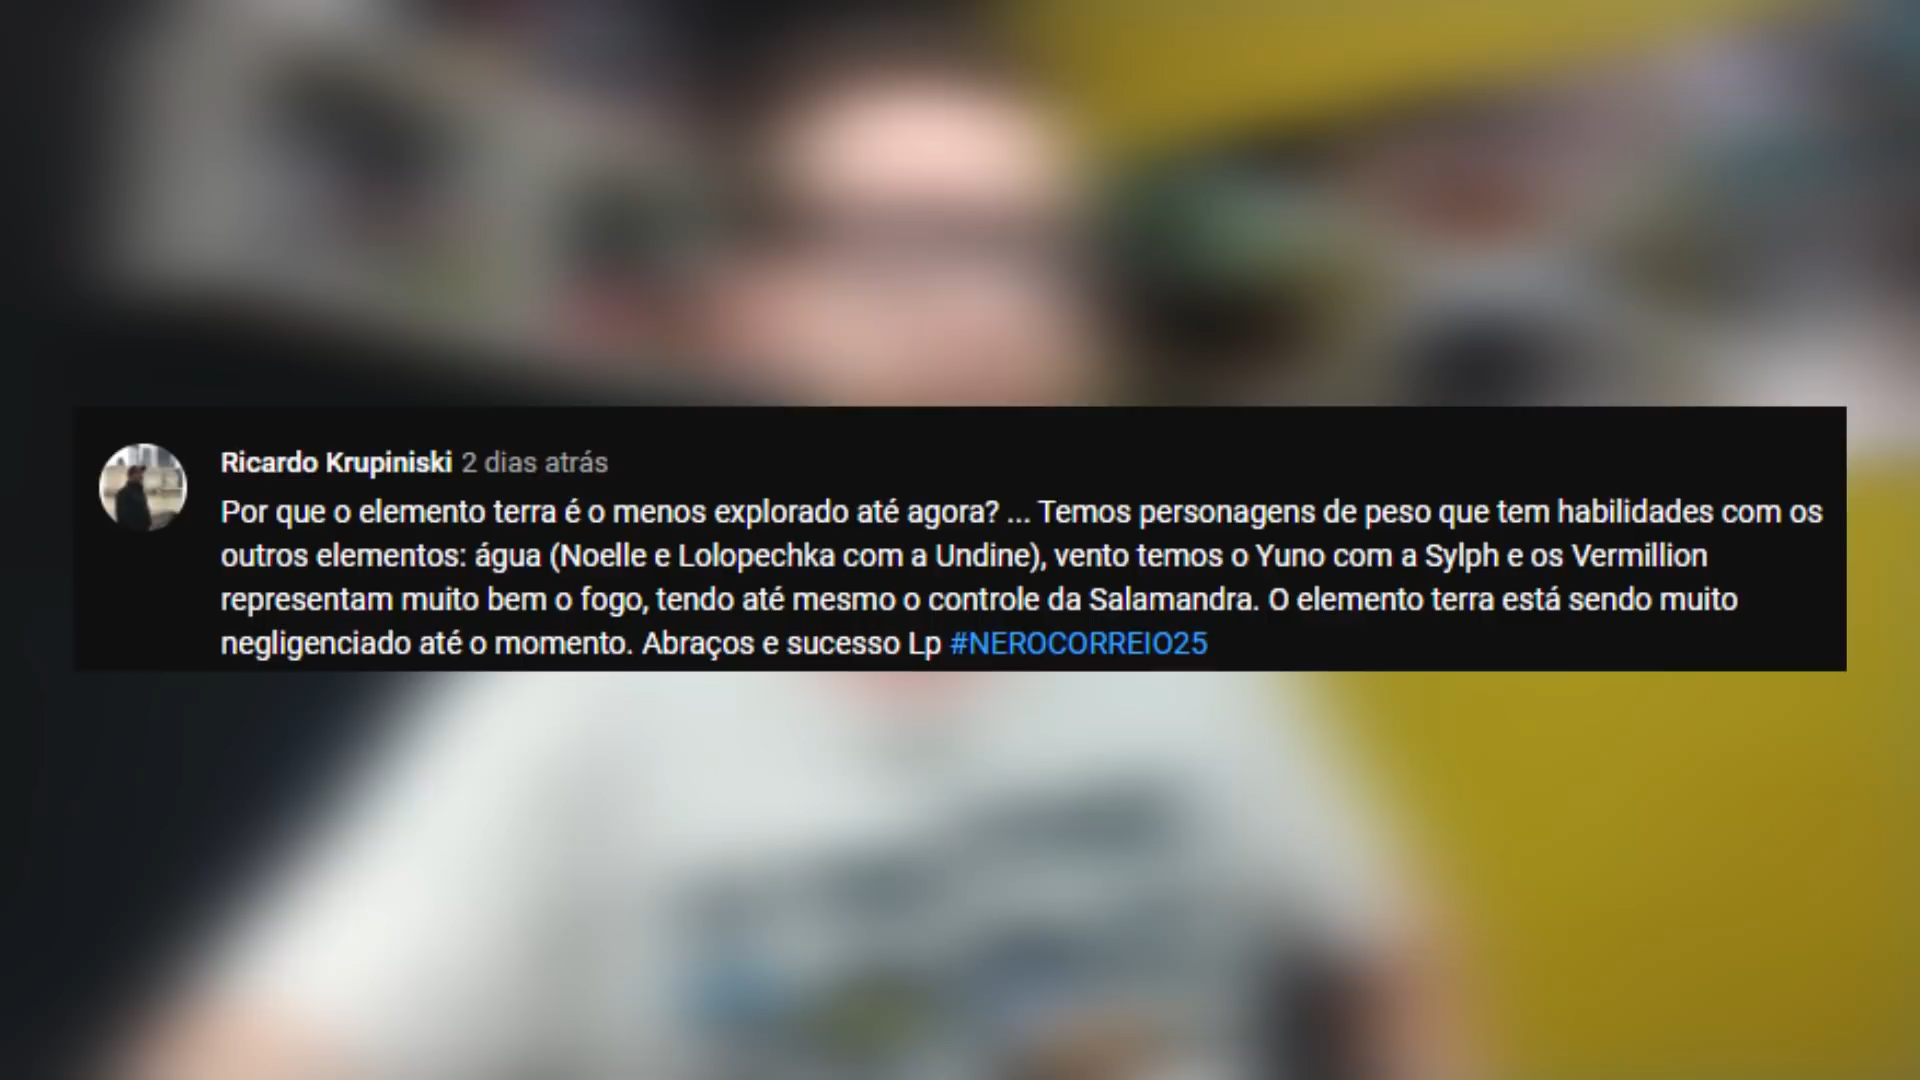 Ricardo Krupiniski 2 dias atrás
Por que o elemento terra é o menos explorado até agora? ... Temos personagens de peso que tem habilidades com os
outros elementos: água (Noelle e Lolopechka com a Undine), vento temos o Yuno com a Sylph e os Vermillion
representam muito bem o fogo, tendo até mesmo o controle da Salamandra. O elemento terra está sendo muito
negligenciado até o momento. Abraços e sucesso Lp #NEROCORREIO25